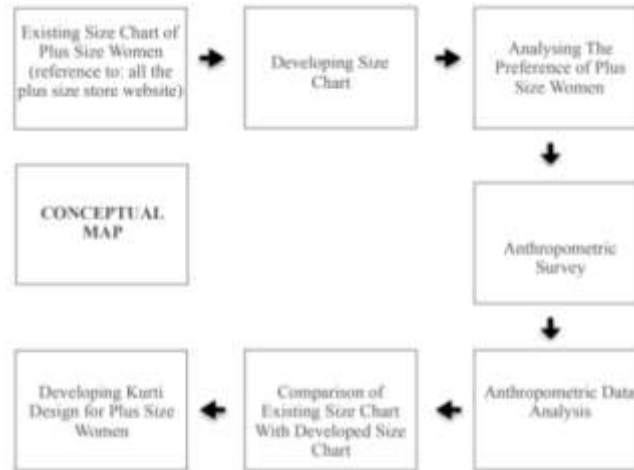 Existing Size Chart of
Plus Size Women
(reference to: all the
plus size store website)
Developing Size
Chart
Analysing The
Preference of Plus
Size Women
CONCEPTUAL
MAP
Anthropometric
Survey
Developing Kurti
Design for Plus Size
Women
Comparison of
Existing Size Chart
With Developed Size
Chart
Anthropometric Data
Analysis